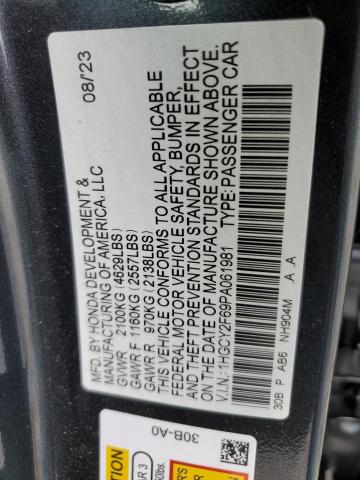 MFD. BY HONDA DEVELOPMENT & 08/23
MANUFACTURING OF AMERICA, LLC
GVWR 2100KG (4629LBS)
GAWR F 1160KG (2557LBS)
GAWR R 970KG (2138LBS)
THIS VEHICLE CONFORMS TO ALL APPLICABLE
FEDERAL MOTOR VEHICLE SAFETY, BUMPER,
AND THEFT PREVENTION STANDARDS IN EFFECT
ON THE DATE OF MANUFACTURE SHOWN ABOVE.
V.I.N.: 1HGCY2F69PA061981 TYPE: PASSENGER CAR
30B P AB6 NH904M A A
30B-A0